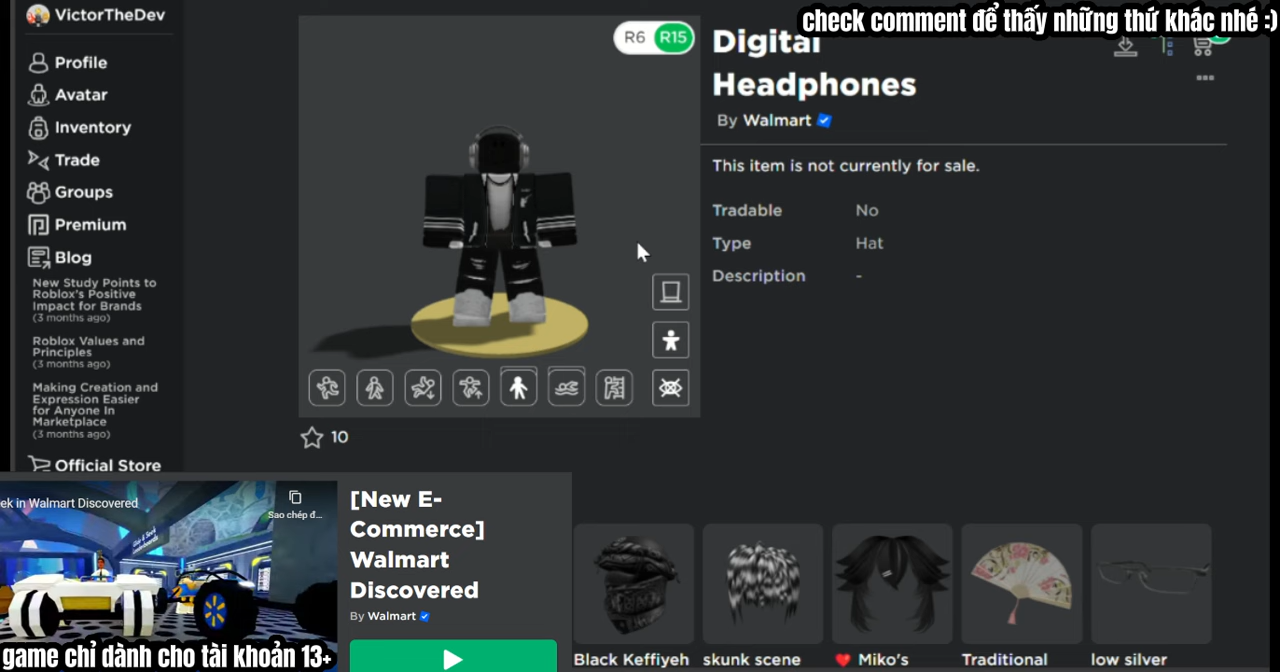 VictorTheDev
Profile
Avatar
Inventory
Trade
Groups
Premium
Blog
New Study Points to
Roblox's Positive
Impact for Brands
(3 months ago)
Roblox Values and
Principles
(3 months ago)
Making Creation and
Expression Easier
for Anyone In
Marketplace
(3 months ago)
Official Store
R6 R15
check comment để thấy những thứ khác nhé :)
Digital
Headphones
By Walmart
This item is not currently for sale.
Tradable No
Type Hat
Description -
10
ek in Walmart Discovered
Sao chép đ...
game chỉ dành cho tài khoản 13+
[New E-
Commerce]
Walmart
Discovered
By Walmart
Black Keffiyeh
skunk scene
Miko's
Traditional
low silver